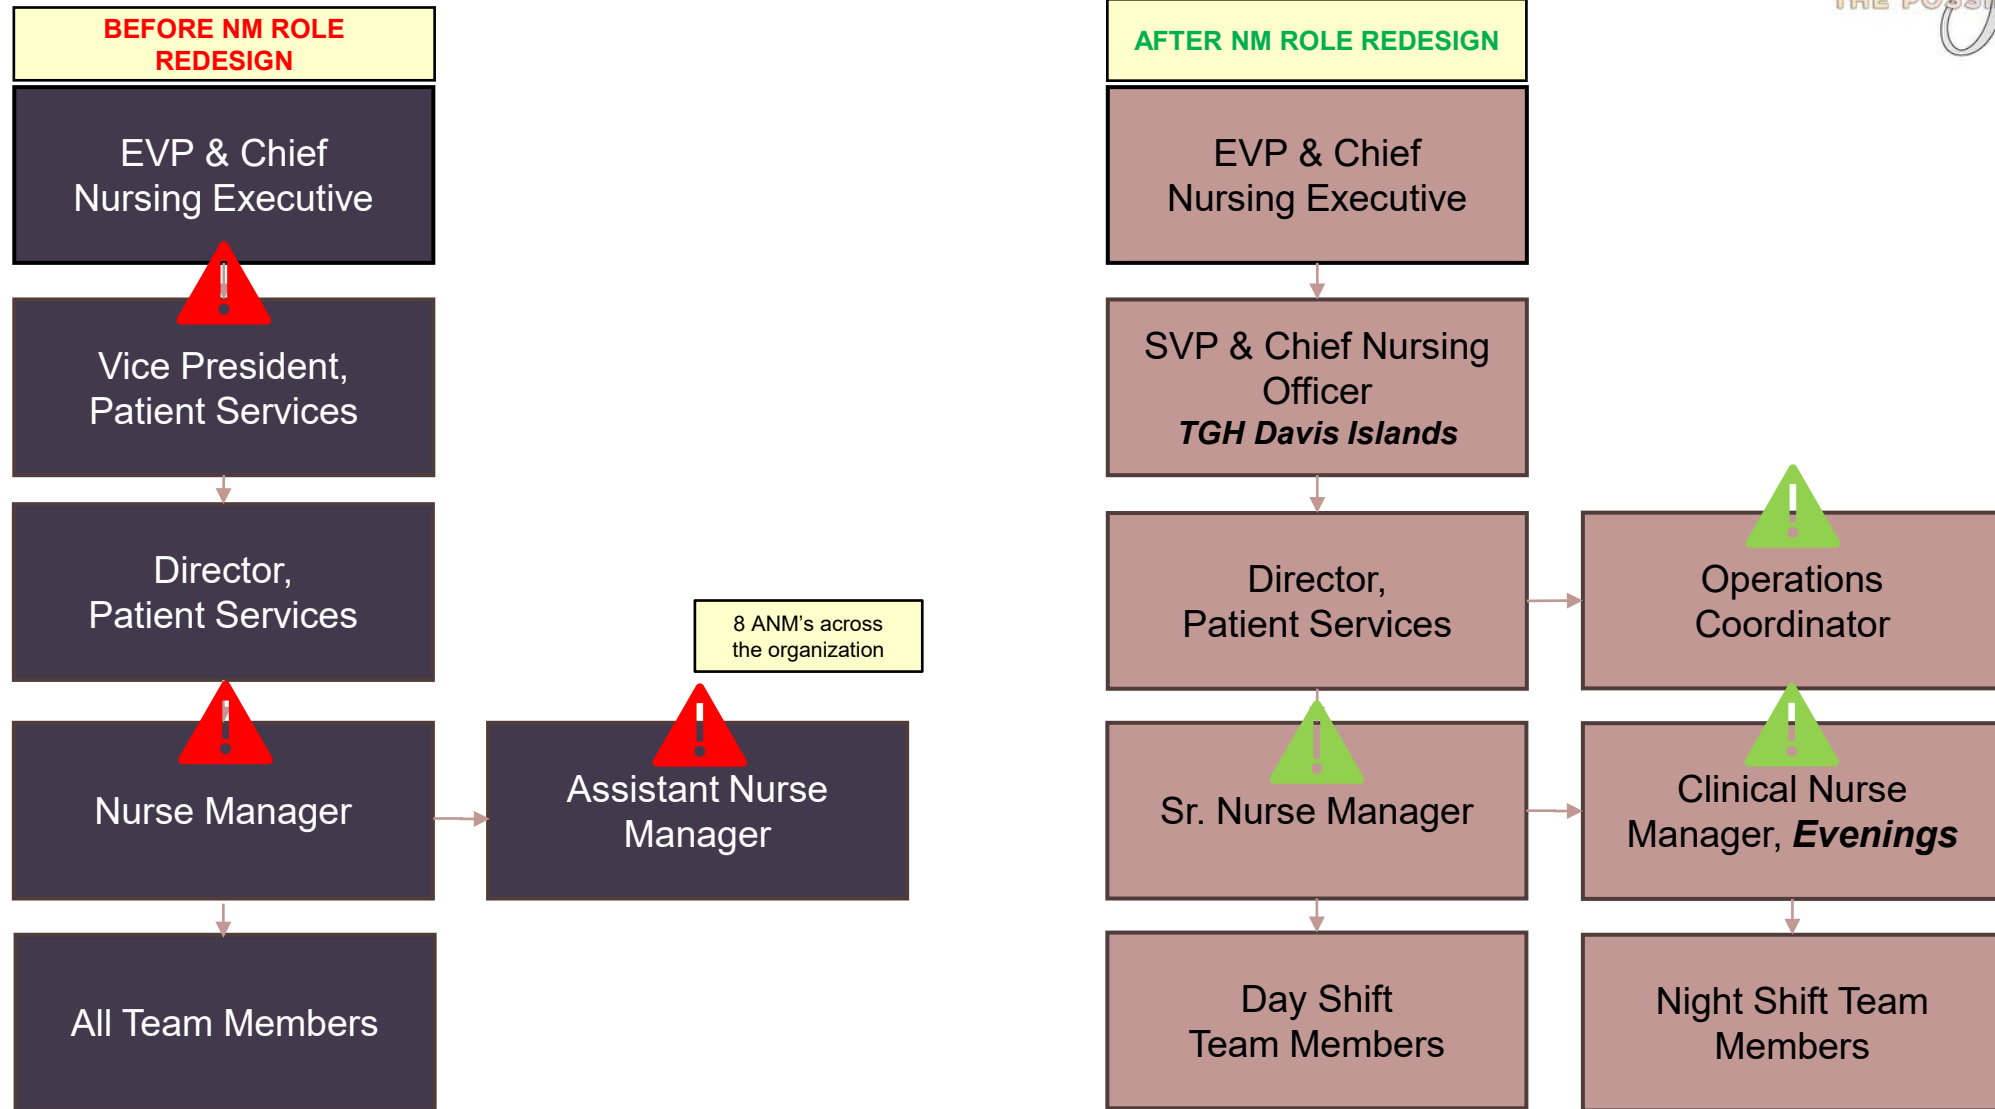 BEFORE NM ROLE
REDESIGN
EVP & Chief
Nursing Executive
Vice President,
Patient Services
Director,
Patient Services
8 ANM’s across
the organization
Nurse Manager
Assistant Nurse
Manager
All Team Members
AFTER NM ROLE REDESIGN
THE
EVP & Chief
Nursing Executive
SVP & Chief Nursing
Officer
TGH Davis Islands
Director,
Patient Services
Operations
Coordinator
Sr. Nurse Manager
Clinical Nurse
Manager, Evenings
Day Shift
Team Members
Night Shift Team
Members